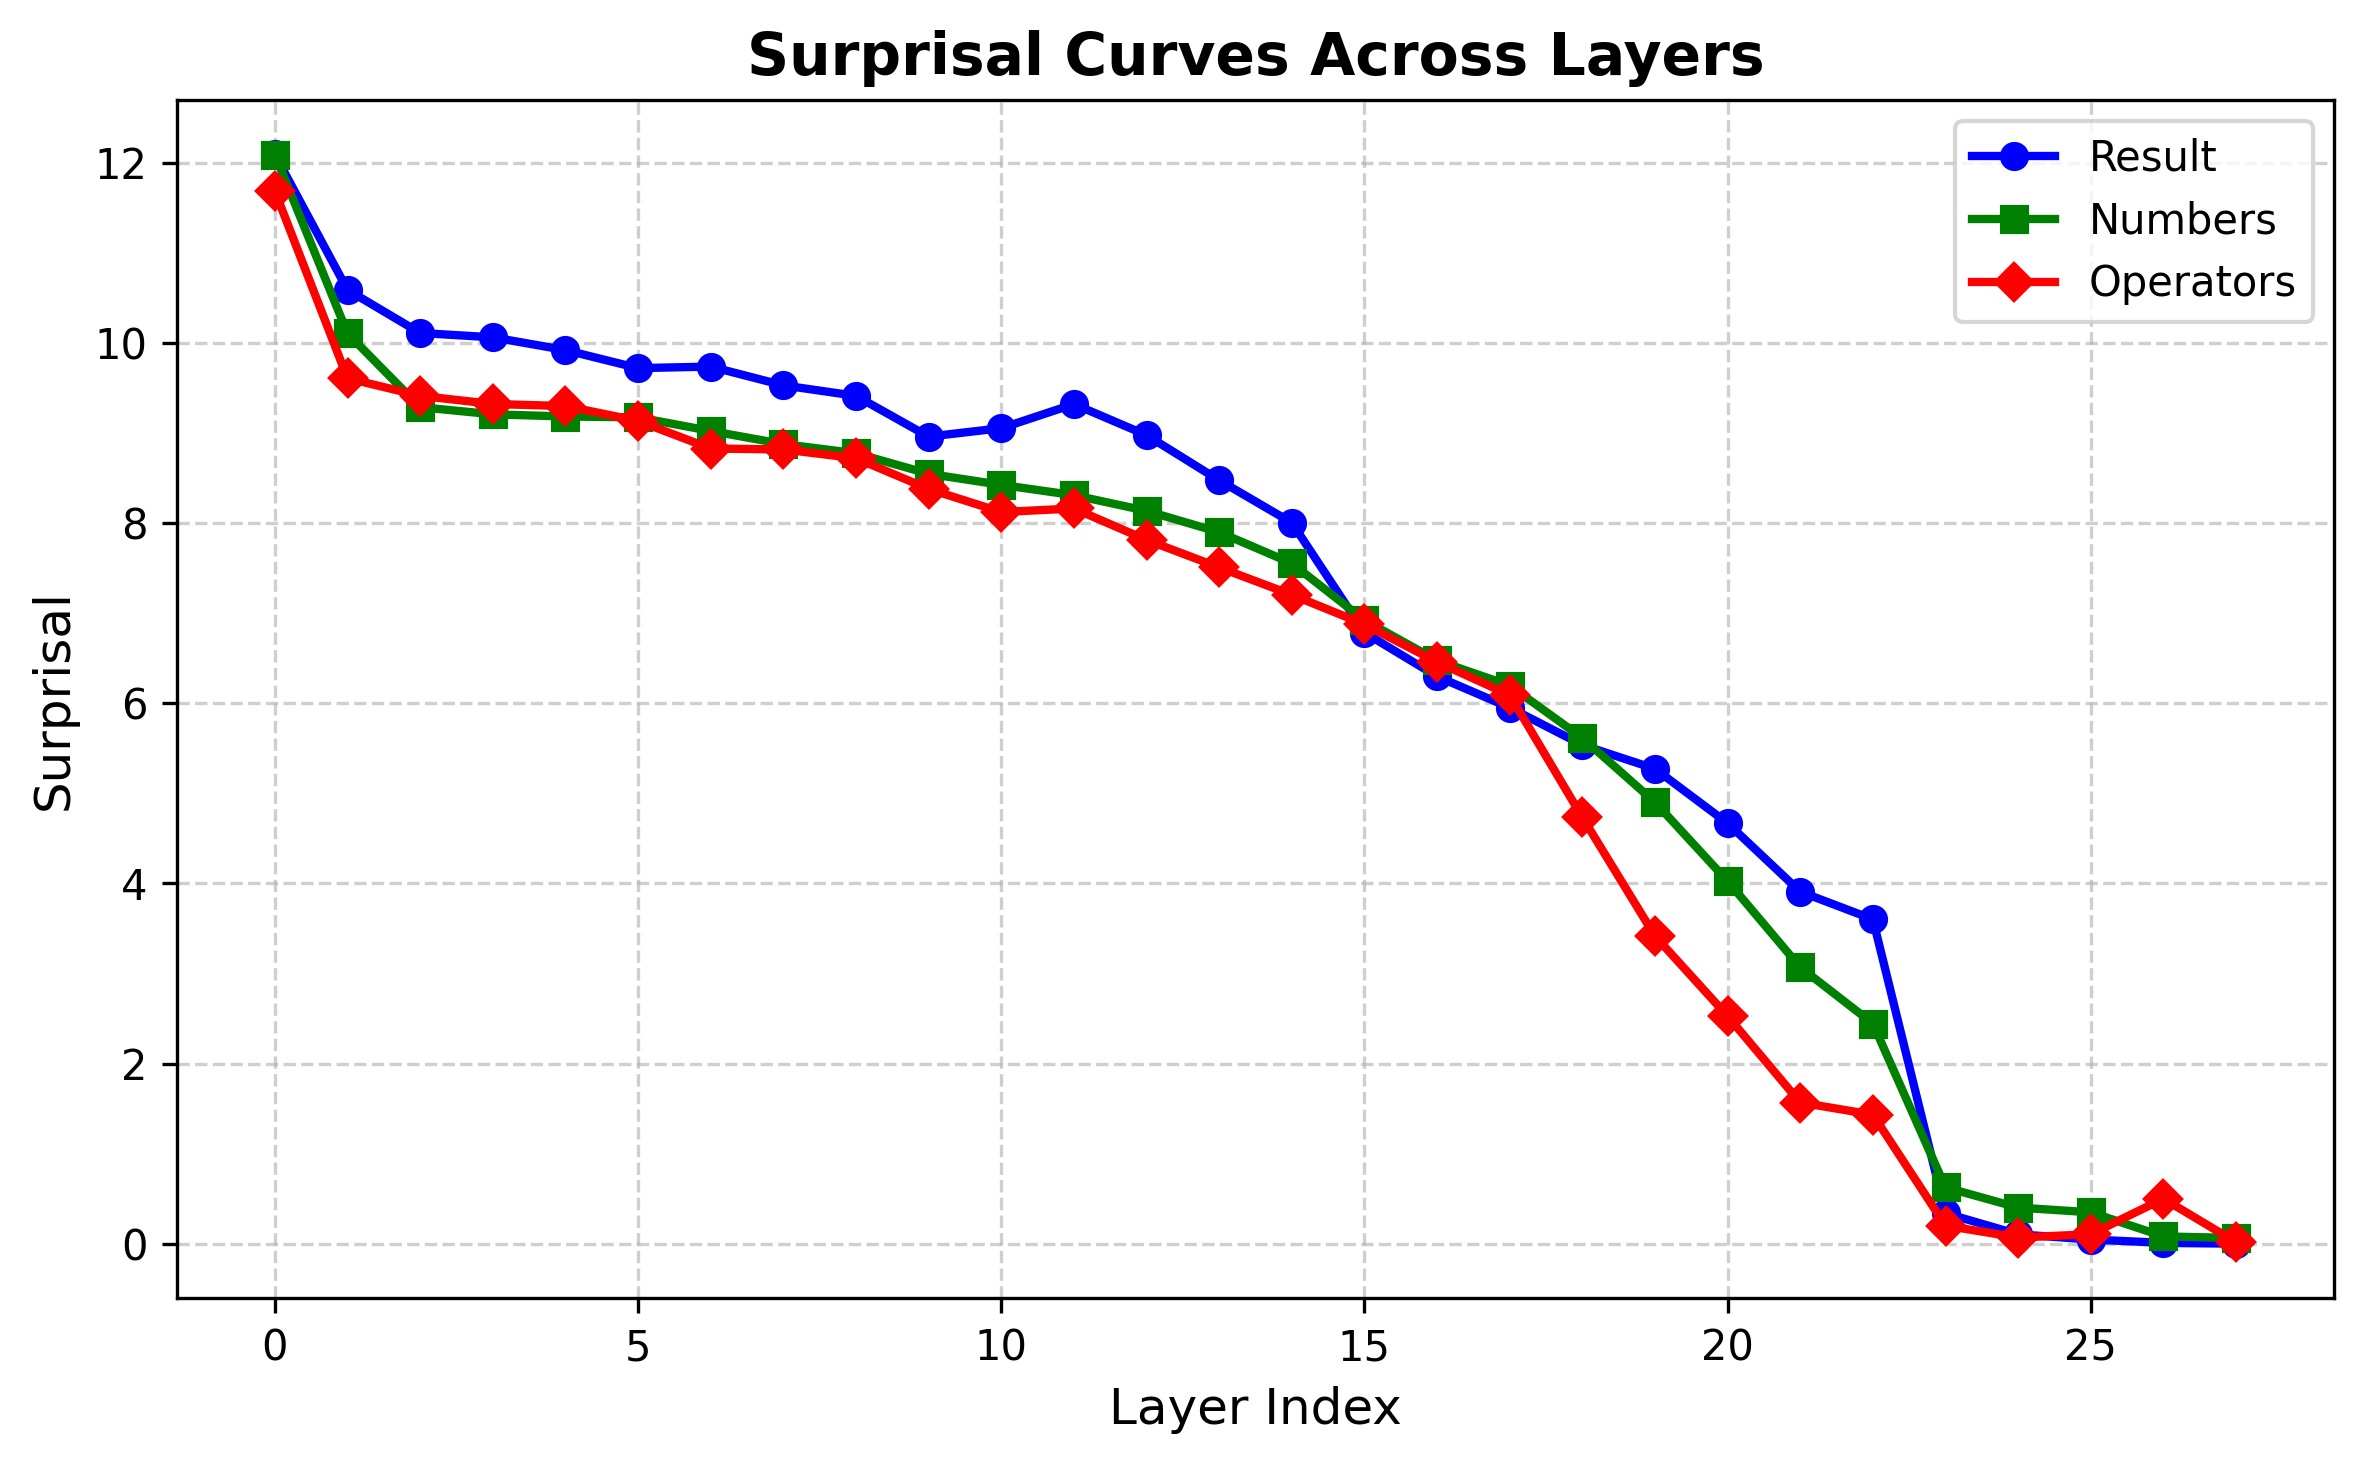 Surprisal Curves Across Layers
Result
Numbers
Operators
12
10
8
6
4
2
0
Surprisal
0 5 10 15 20 25
Layer Index